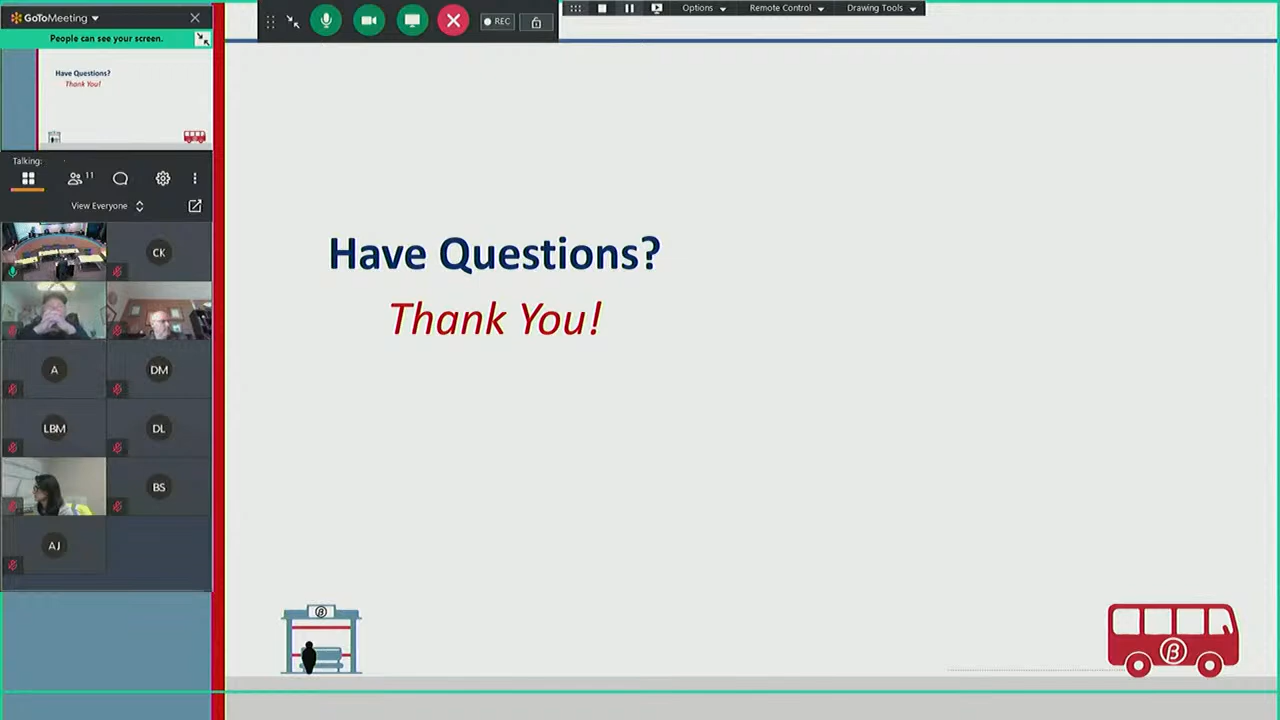 GoToMeeting
People can see your screen.
Have Questions?
Thank You!
Talking:
11
View Everyone
CK
A
DM
LBM
DL
BS
AJ
REC
Options
Remote Control
Drawing Tools
Have Questions?
Thank You!
β
β